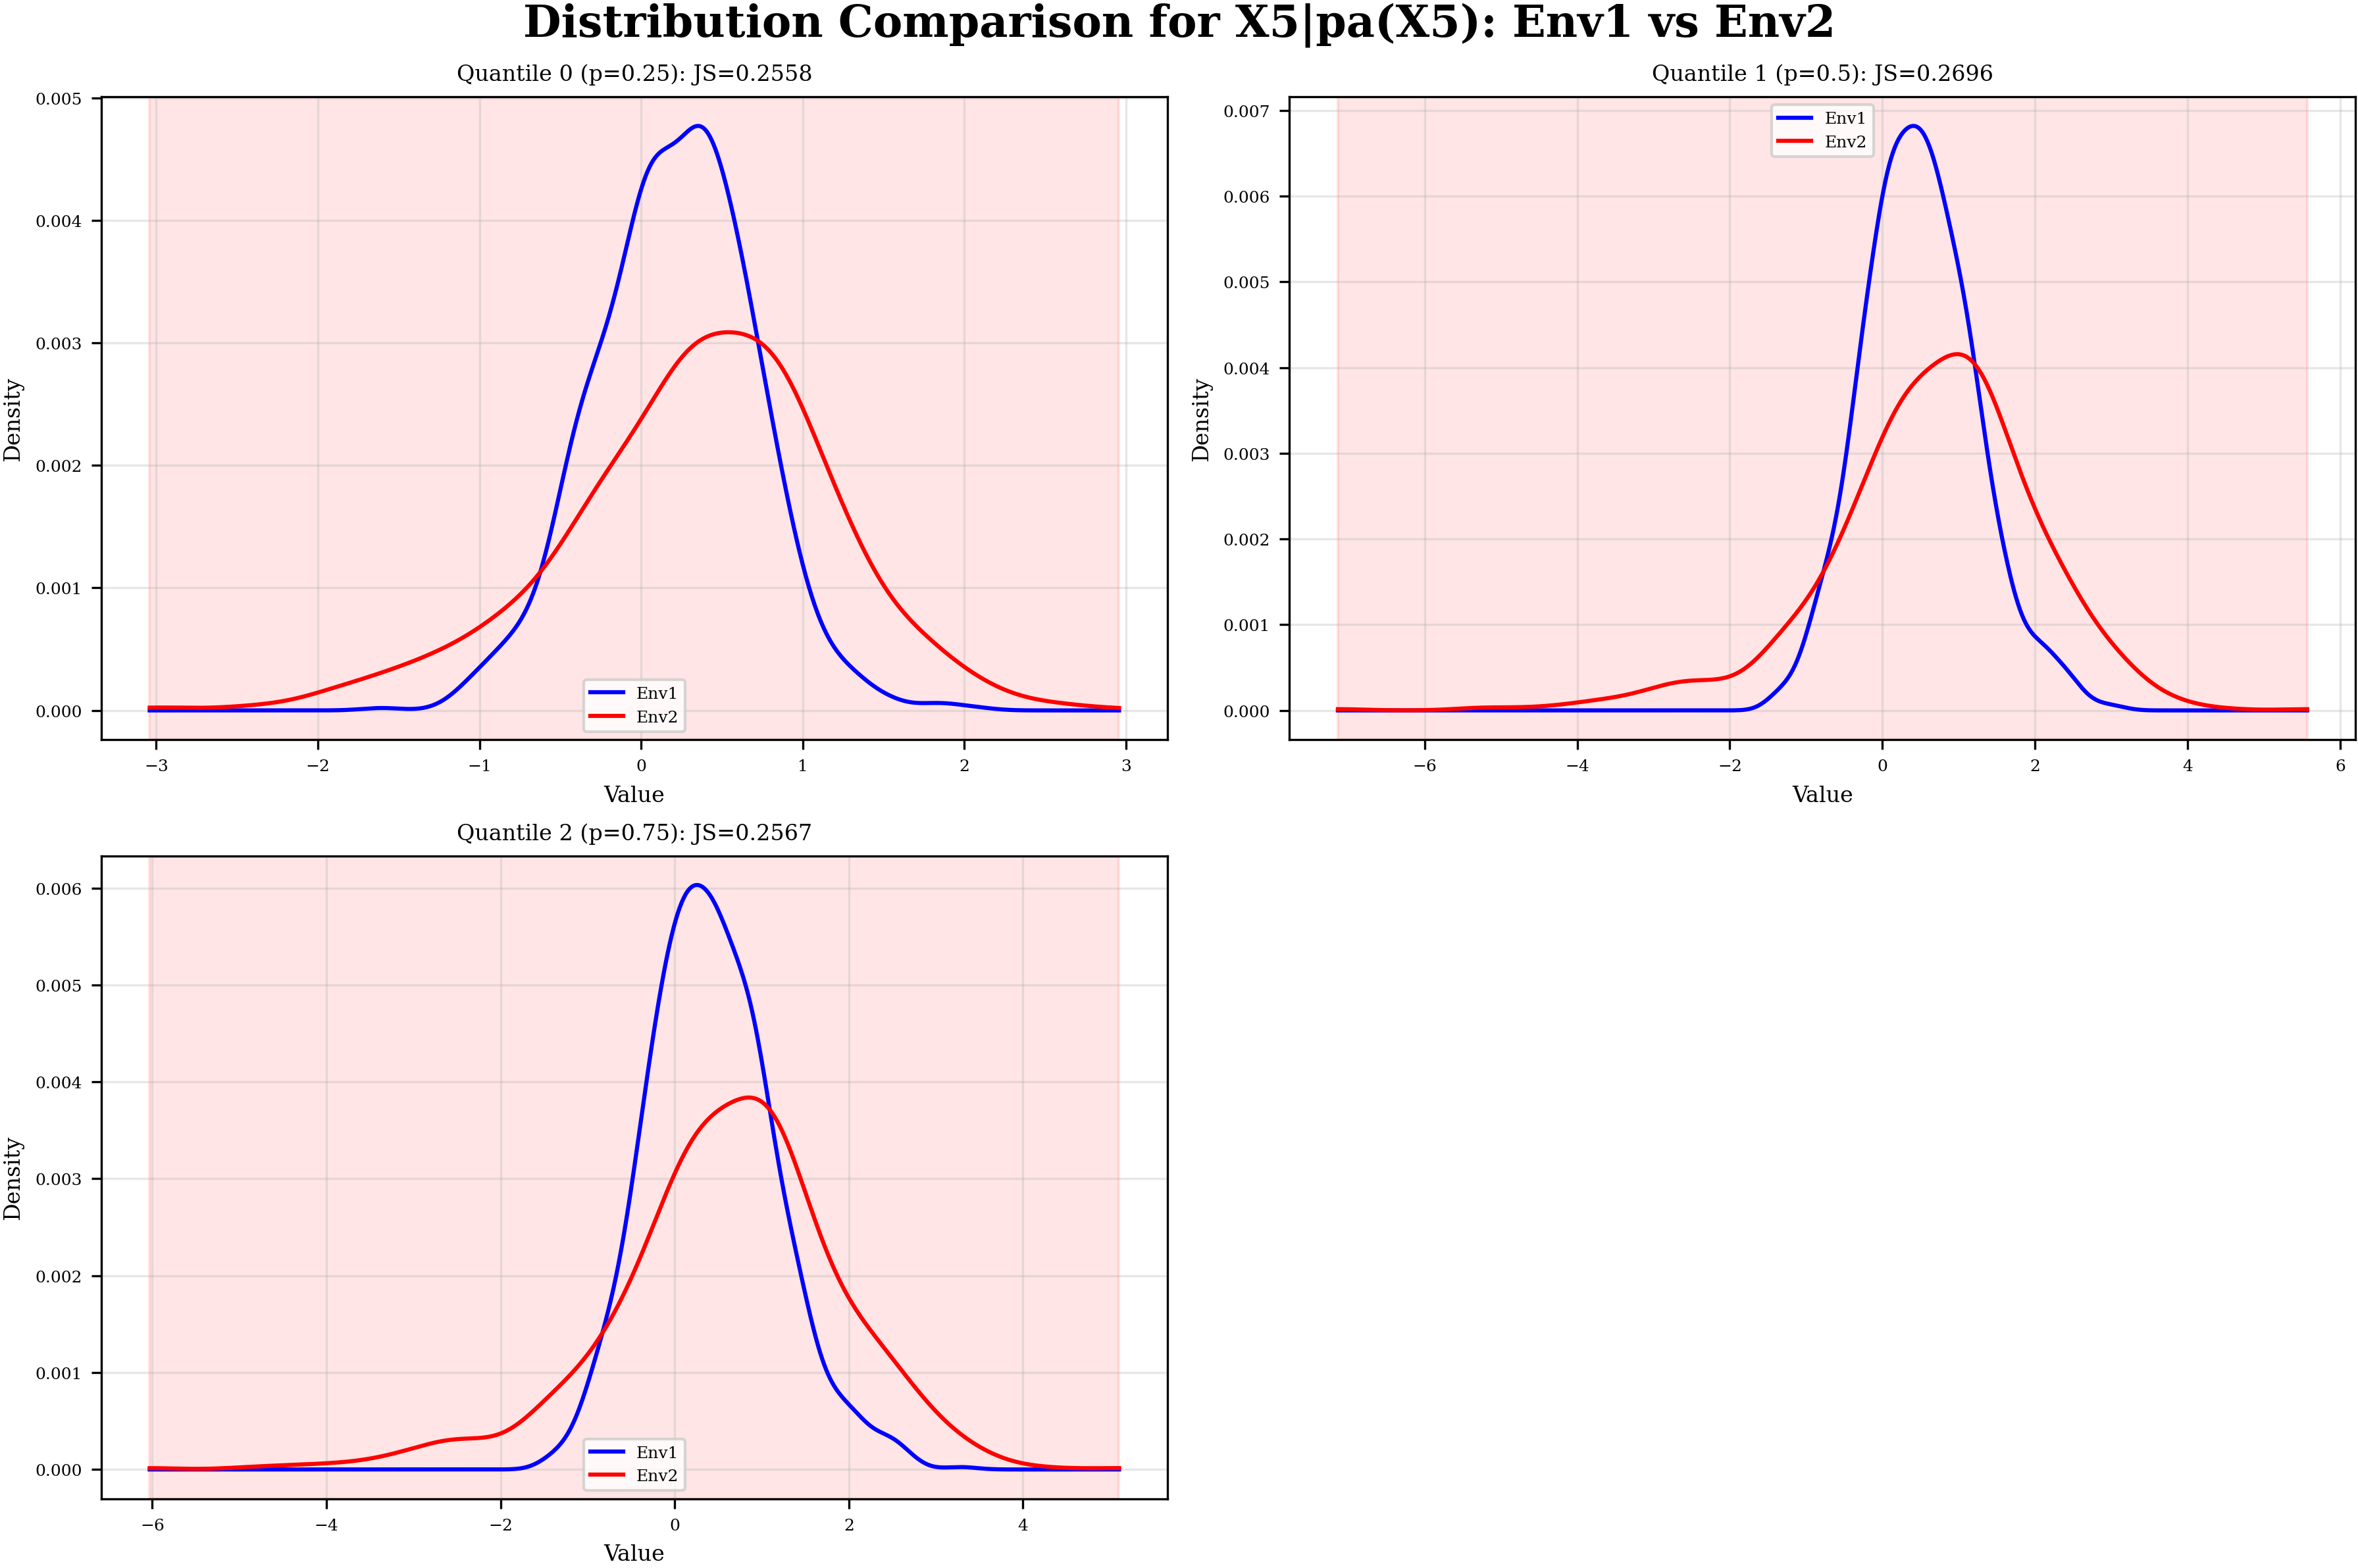 Distribution Comparison for X5|pa(X5): Env1 vs Env2
Quantile 0 (p=0.25): JS=0.2558
0.005
0.004
0.003
0.002
0.001
0.000
Density
Env1
Env2
−3 −2 −1 0 1 2 3
Value
Quantile 1 (p=0.5): JS=0.2696
0.007
0.006
0.005
0.004
0.003
0.002
0.001
0.000
Density
Env1
Env2
−6 −4 −2 0 2 4 6
Value
Quantile 2 (p=0.75): JS=0.2567
0.006
0.005
0.004
0.003
0.002
0.001
0.000
Density
Env1
Env2
−6 −4 −2 0 2 4
Value